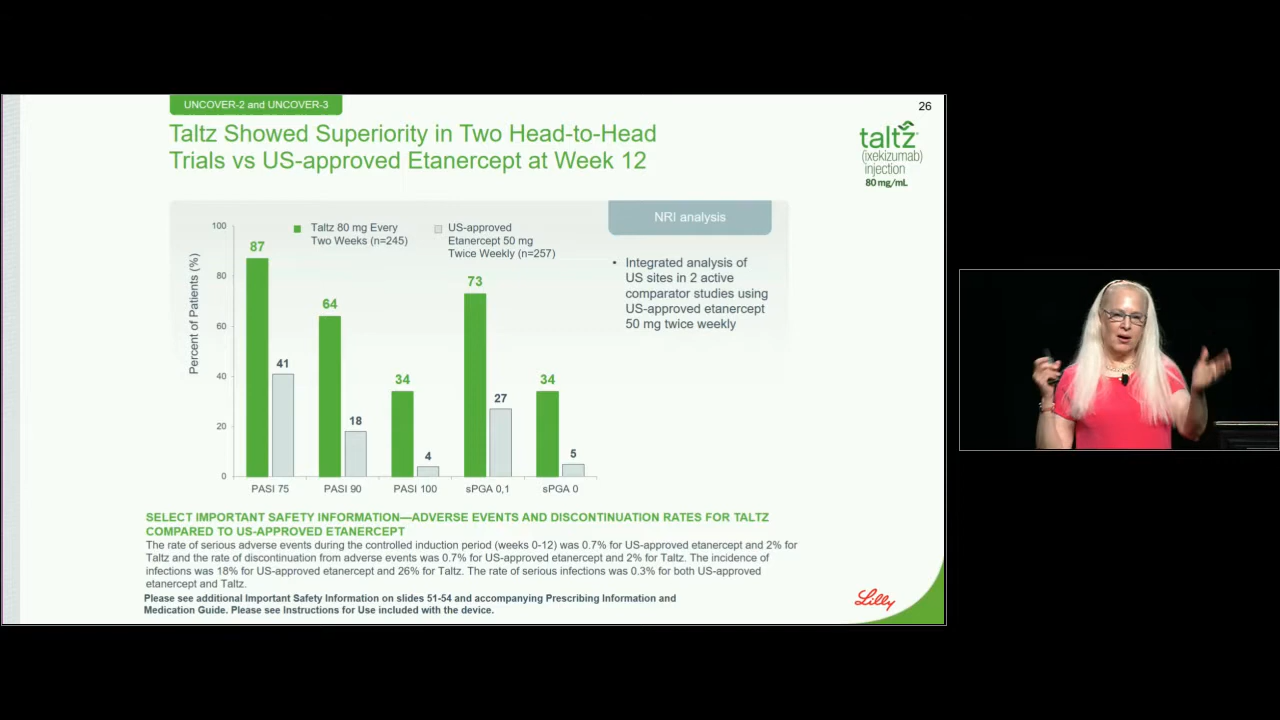 UNCOVER-2 and UNCOVER-3
26
Taltz Showed Superiority in Two Head-to-Head
Trials vs US-approved Etanercept at Week 12
taltz
(ixekizumab)
injection
80 mg/mL
NRI analysis
Taltz 80 mg Every
Two Weeks (n=245)
US-approved
Etanercept 50 mg
Twice Weekly (n=257)
Percent of Patients (%)
100
80
60
40
20
0
87
41
64
18
34
4
73
27
34
5
PASI 75
PASI 90
PASI 100
sPGA 0,1
sPGA 0
• Integrated analysis of
US sites in 2 active
comparator studies using
US-approved etanercept
50 mg twice weekly
SELECT IMPORTANT SAFETY INFORMATION—ADVERSE EVENTS AND DISCONTINUATION RATES FOR TALTZ
COMPARED TO US-APPROVED ETANERCEPT
The rate of serious adverse events during the controlled induction period (weeks 0-12) was 0.7% for US-approved etanercept and 2% for
Taltz and the rate of discontinuation from adverse events was 0.7% for US-approved etanercept and 2% for Taltz. The incidence of
infections was 18% for US-approved etanercept and 26% for Taltz. The rate of serious infections was 0.3% for both US-approved
etanercept and Taltz.
Please see additional Important Safety Information on slides 51-54 and accompanying Prescribing Information and
Medication Guide. Please see Instructions for Use included with the device.
Lilly